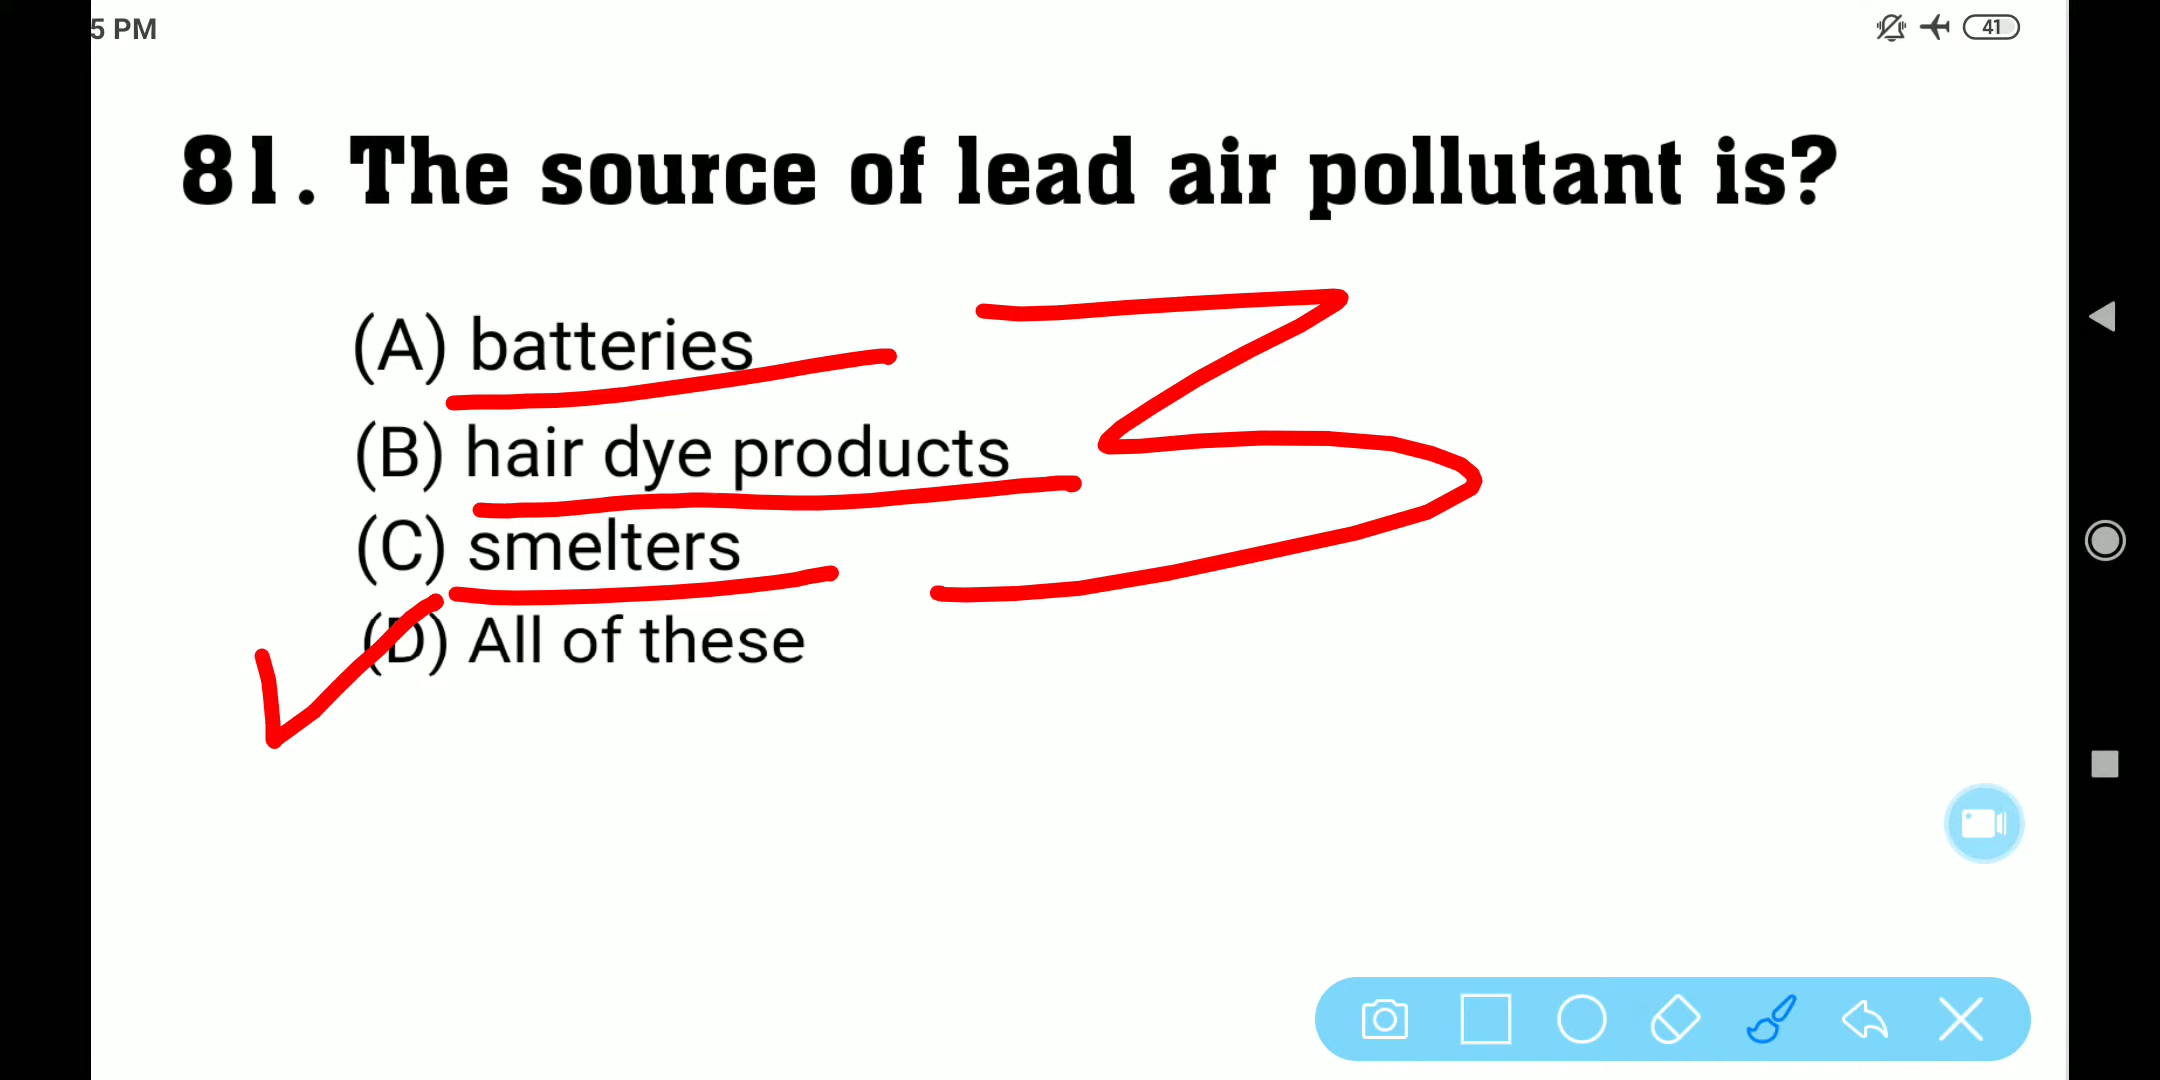 5 PM
41
81. The source of lead air pollutant is?
(A) batteries
(B) hair dye products
(C) smelters
(D) All of these